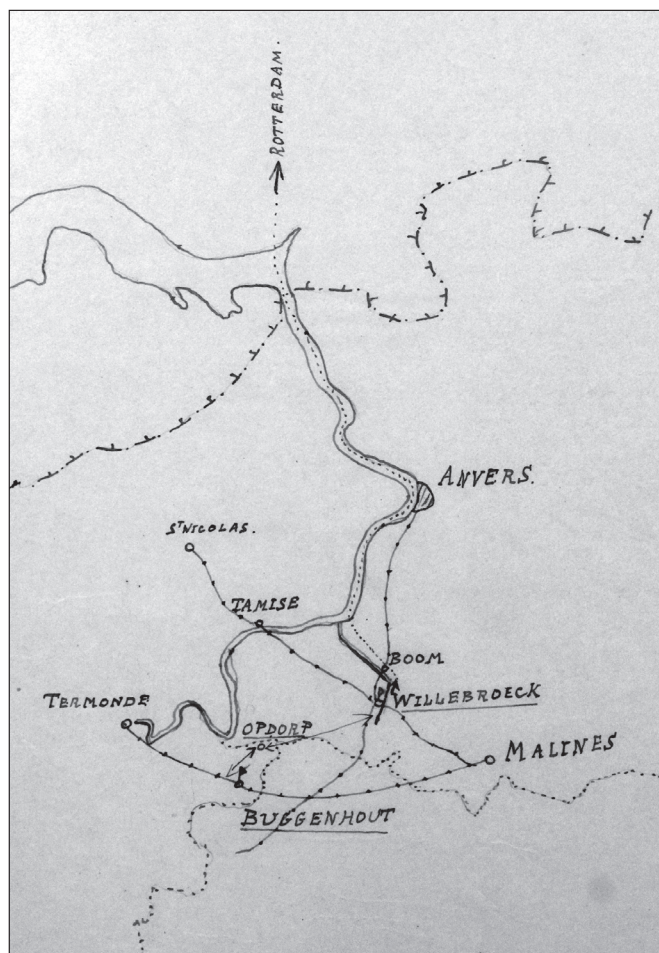 ROTTERDAM.
ANVERS.
ST NICOLAS.
TAMISE
BOOM
WILLEBROECK
TERMONDE
OPDORP
MALINES
BUGGENHOUT